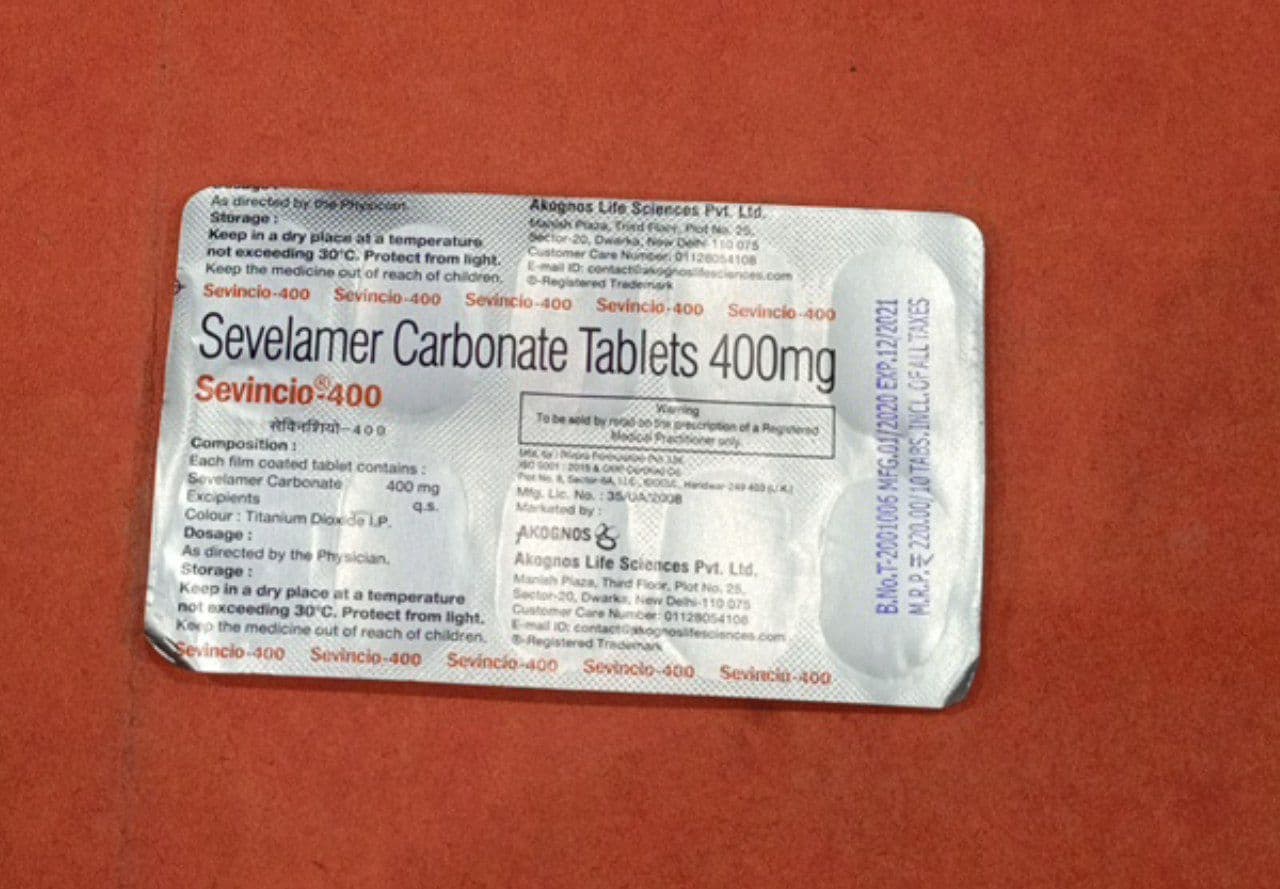 As directed by the Physician.
Storage :
Keep in a dry place at a temperature
not exceeding 30°C. Protect from light.
Keep the medicine out of reach of children.
Akognos Life Sciences Pvt. Ltd.
Manish Plaza, Third Floor, Plot No. 25,
Sector-20, Dwarka, New Delhi-110 075
Customer Care Number: 01128054108
E-mail ID: contact@akognoslifesciences.com
®-Registered Trademark
Sevincio-400 Sevincio-400 Sevincio-400 Sevincio-400 Sevincio-400
Sevelamer Carbonate Tablets 400mg
Sevincio®-400
सेविनशियो-400
Composition :
Each film coated tablet contains :
Sevelamer Carbonate 400 mg
Excipients q.s.
Colour : Titanium Dioxide I.P.
Dosage :
As directed by the Physician.
Storage :
Keep in a dry place at a temperature
not exceeding 30°C. Protect from light.
Keep the medicine out of reach of children.
Warning
To be sold by retail on the prescription of a Registered
Medical Practitioner only.
ISO 9001 : 2015 & GMP Certified Co.
Mfg. Lic. No. : 35/UA/2008
Marketed by :
AKOGNOS
Akognos Life Sciences Pvt. Ltd.
Manish Plaza, Third Floor, Plot No. 25,
Sector-20, Dwarka, New Delhi-110 075
Customer Care Number: 01128054108
E-mail ID: contact@akognoslifesciences.com
®-Registered Trademark
Sevincio-400 Sevincio-400 Sevincio-400 Sevincio-400 Sevincio-400
B.No.T-2001006 MFG.01/2020 EXP.12/2021
M.R.P.₹ 220.00/10TABS.INCL.OF ALL TAXES